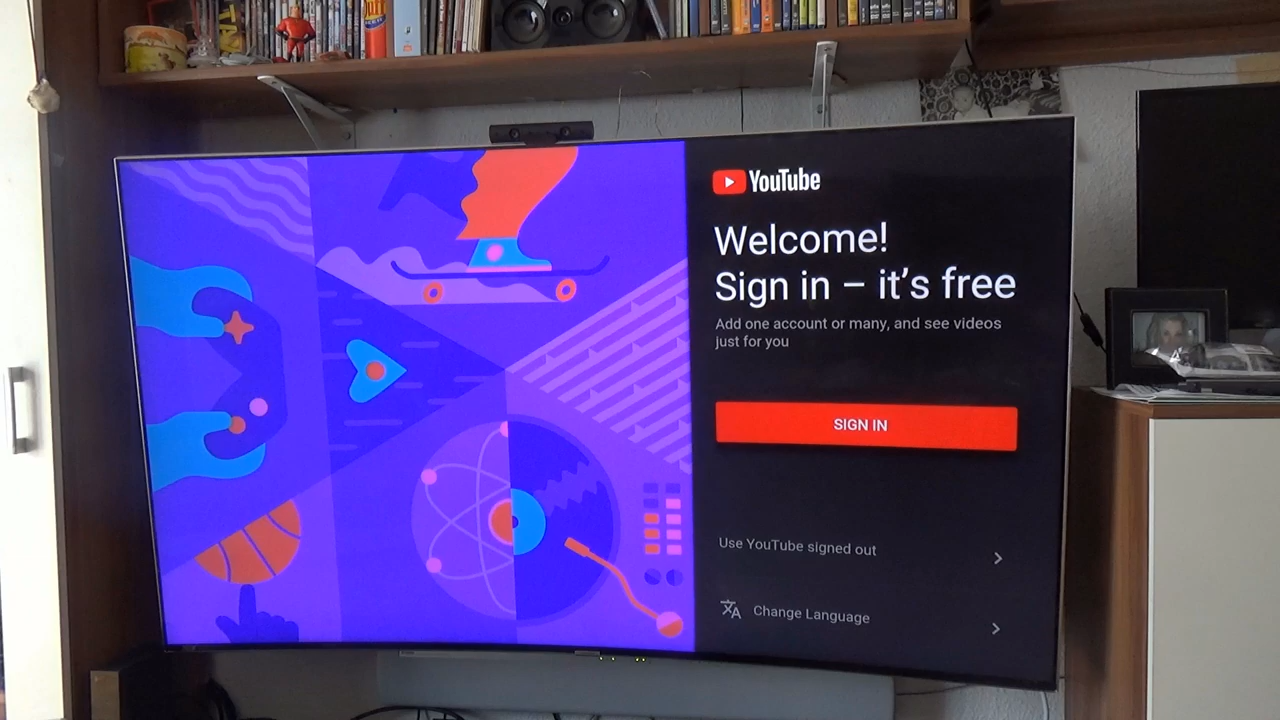 YouTube
Welcome!
Sign in – it's free
Add one account or many, and see videos
just for you
SIGN IN
Use YouTube signed out
Change Language